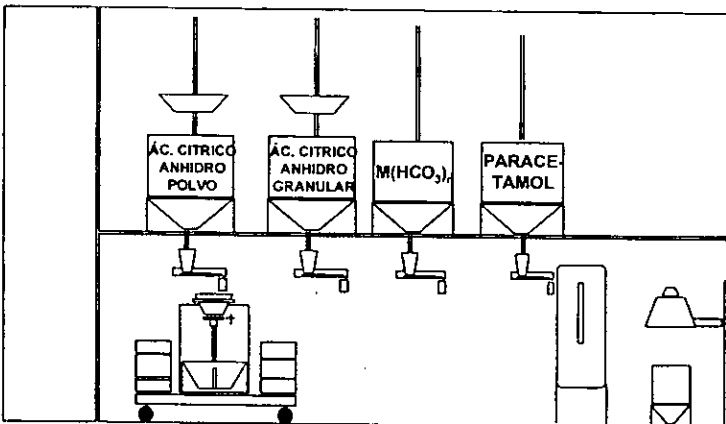 ÁC. CITRICO
ANHIDRO
POLVO
ÁC. CITRICO
ANHIDRO
GRANULAR
M(HCO₃)ₙ
PARACE-
TAMOL